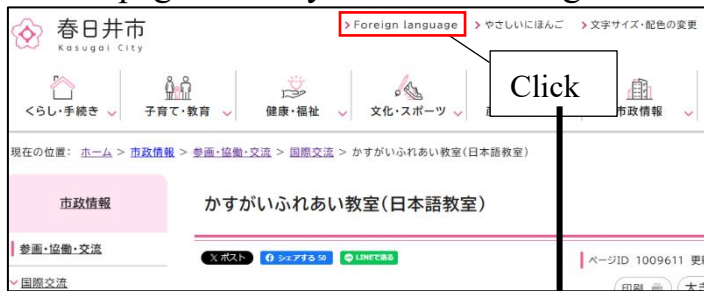 春日井市
Kasugai City
Foreign language
やさしいにほんご
文字サイズ・配色の変更
Click
くらし・手続き
子育て・教育
健康・福祉
文化・スポーツ
市政情報
現在の位置： ホーム > 市政情報 > 参画・協働・交流 > 国際交流 > かすがいふれあい教室(日本語教室)
市政情報
かすがいふれあい教室(日本語教室)
参画・協働・交流
X ポスト
シェアする 50
LINEで送る
ページID 1009611 更新
国際交流
印刷
大き